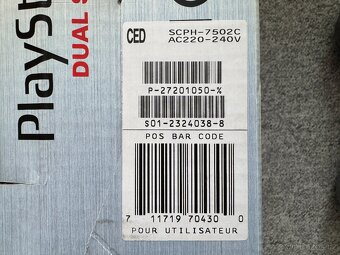 PlaySt
DUAL S
CED
SCPH-7502C
AC220-240V
P-27201050-%
S01-2324038-8
POS BAR CODE
7 11719 70430 0
POUR UTILISATEUR